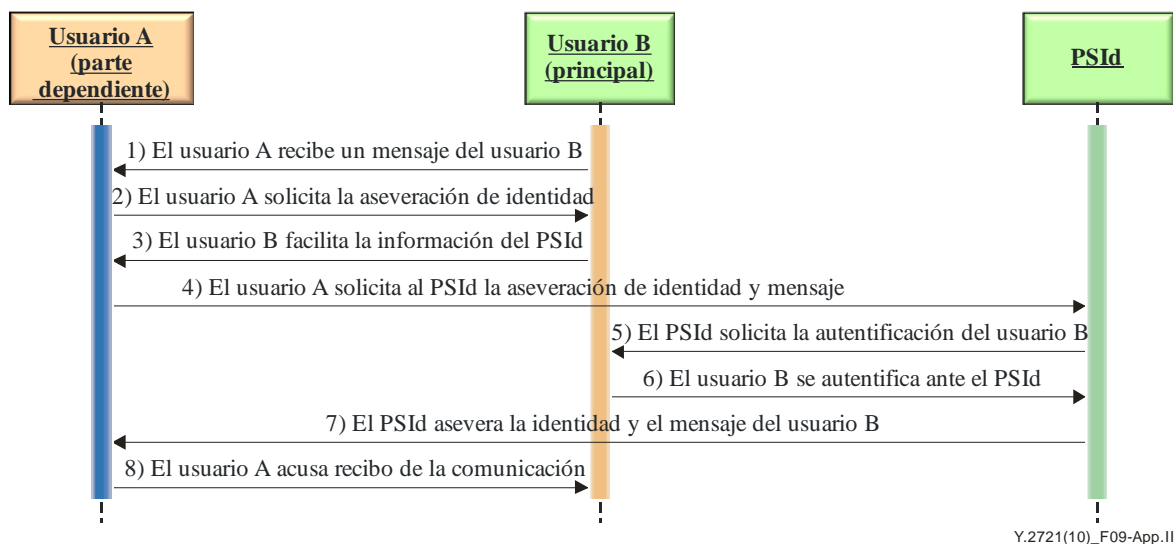 Usuario A
(parte
dependiente)
Usuario B
(principal)
PSId
1) El usuario A recibe un mensaje del usuario B
2) El usuario A solicita la aseveración de identidad
3) El usuario B facilita la información del PSId
4) El usuario A solicita al PSId la aseveración de identidad y mensaje
5) El PSId solicita la autentificación del usuario B
6) El usuario B se autentifica ante el PSId
7) El PSId asevera la identidad y el mensaje del usuario B
8) El usuario A acusa recibo de la comunicación
Y.2721(10)_F09-App.II